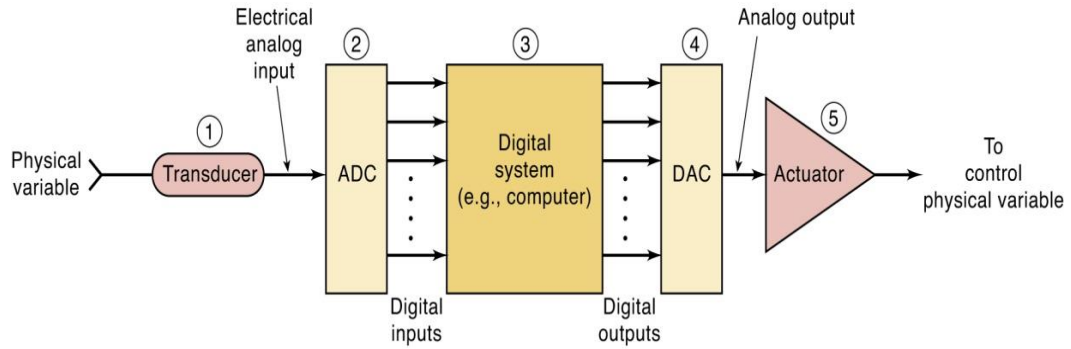 Electrical
analog
input
2
3
4
Analog output
1
5
Physical
variable
Transducer
ADC
Digital
system
(e.g., computer)
DAC
Actuator
To
control
physical variable
Digital
inputs
Digital
outputs